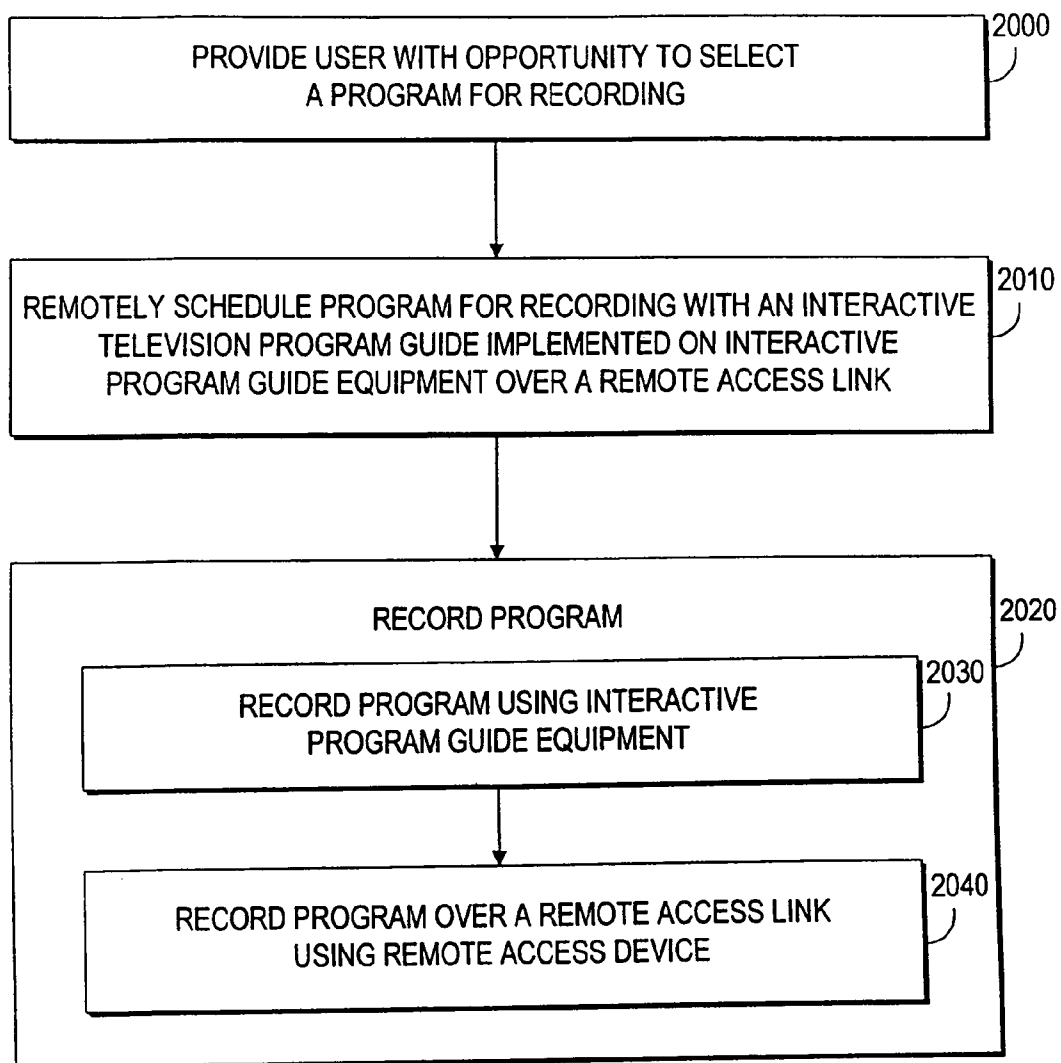 2000
PROVIDE USER WITH OPPORTUNITY TO SELECT
A PROGRAM FOR RECORDING
2010
REMOTELY SCHEDULE PROGRAM FOR RECORDING WITH AN INTERACTIVE
TELEVISION PROGRAM GUIDE IMPLEMENTED ON INTERACTIVE
PROGRAM GUIDE EQUIPMENT OVER A REMOTE ACCESS LINK
2020
RECORD PROGRAM
2030
RECORD PROGRAM USING INTERACTIVE
PROGRAM GUIDE EQUIPMENT
2040
RECORD PROGRAM OVER A REMOTE ACCESS LINK
USING REMOTE ACCESS DEVICE